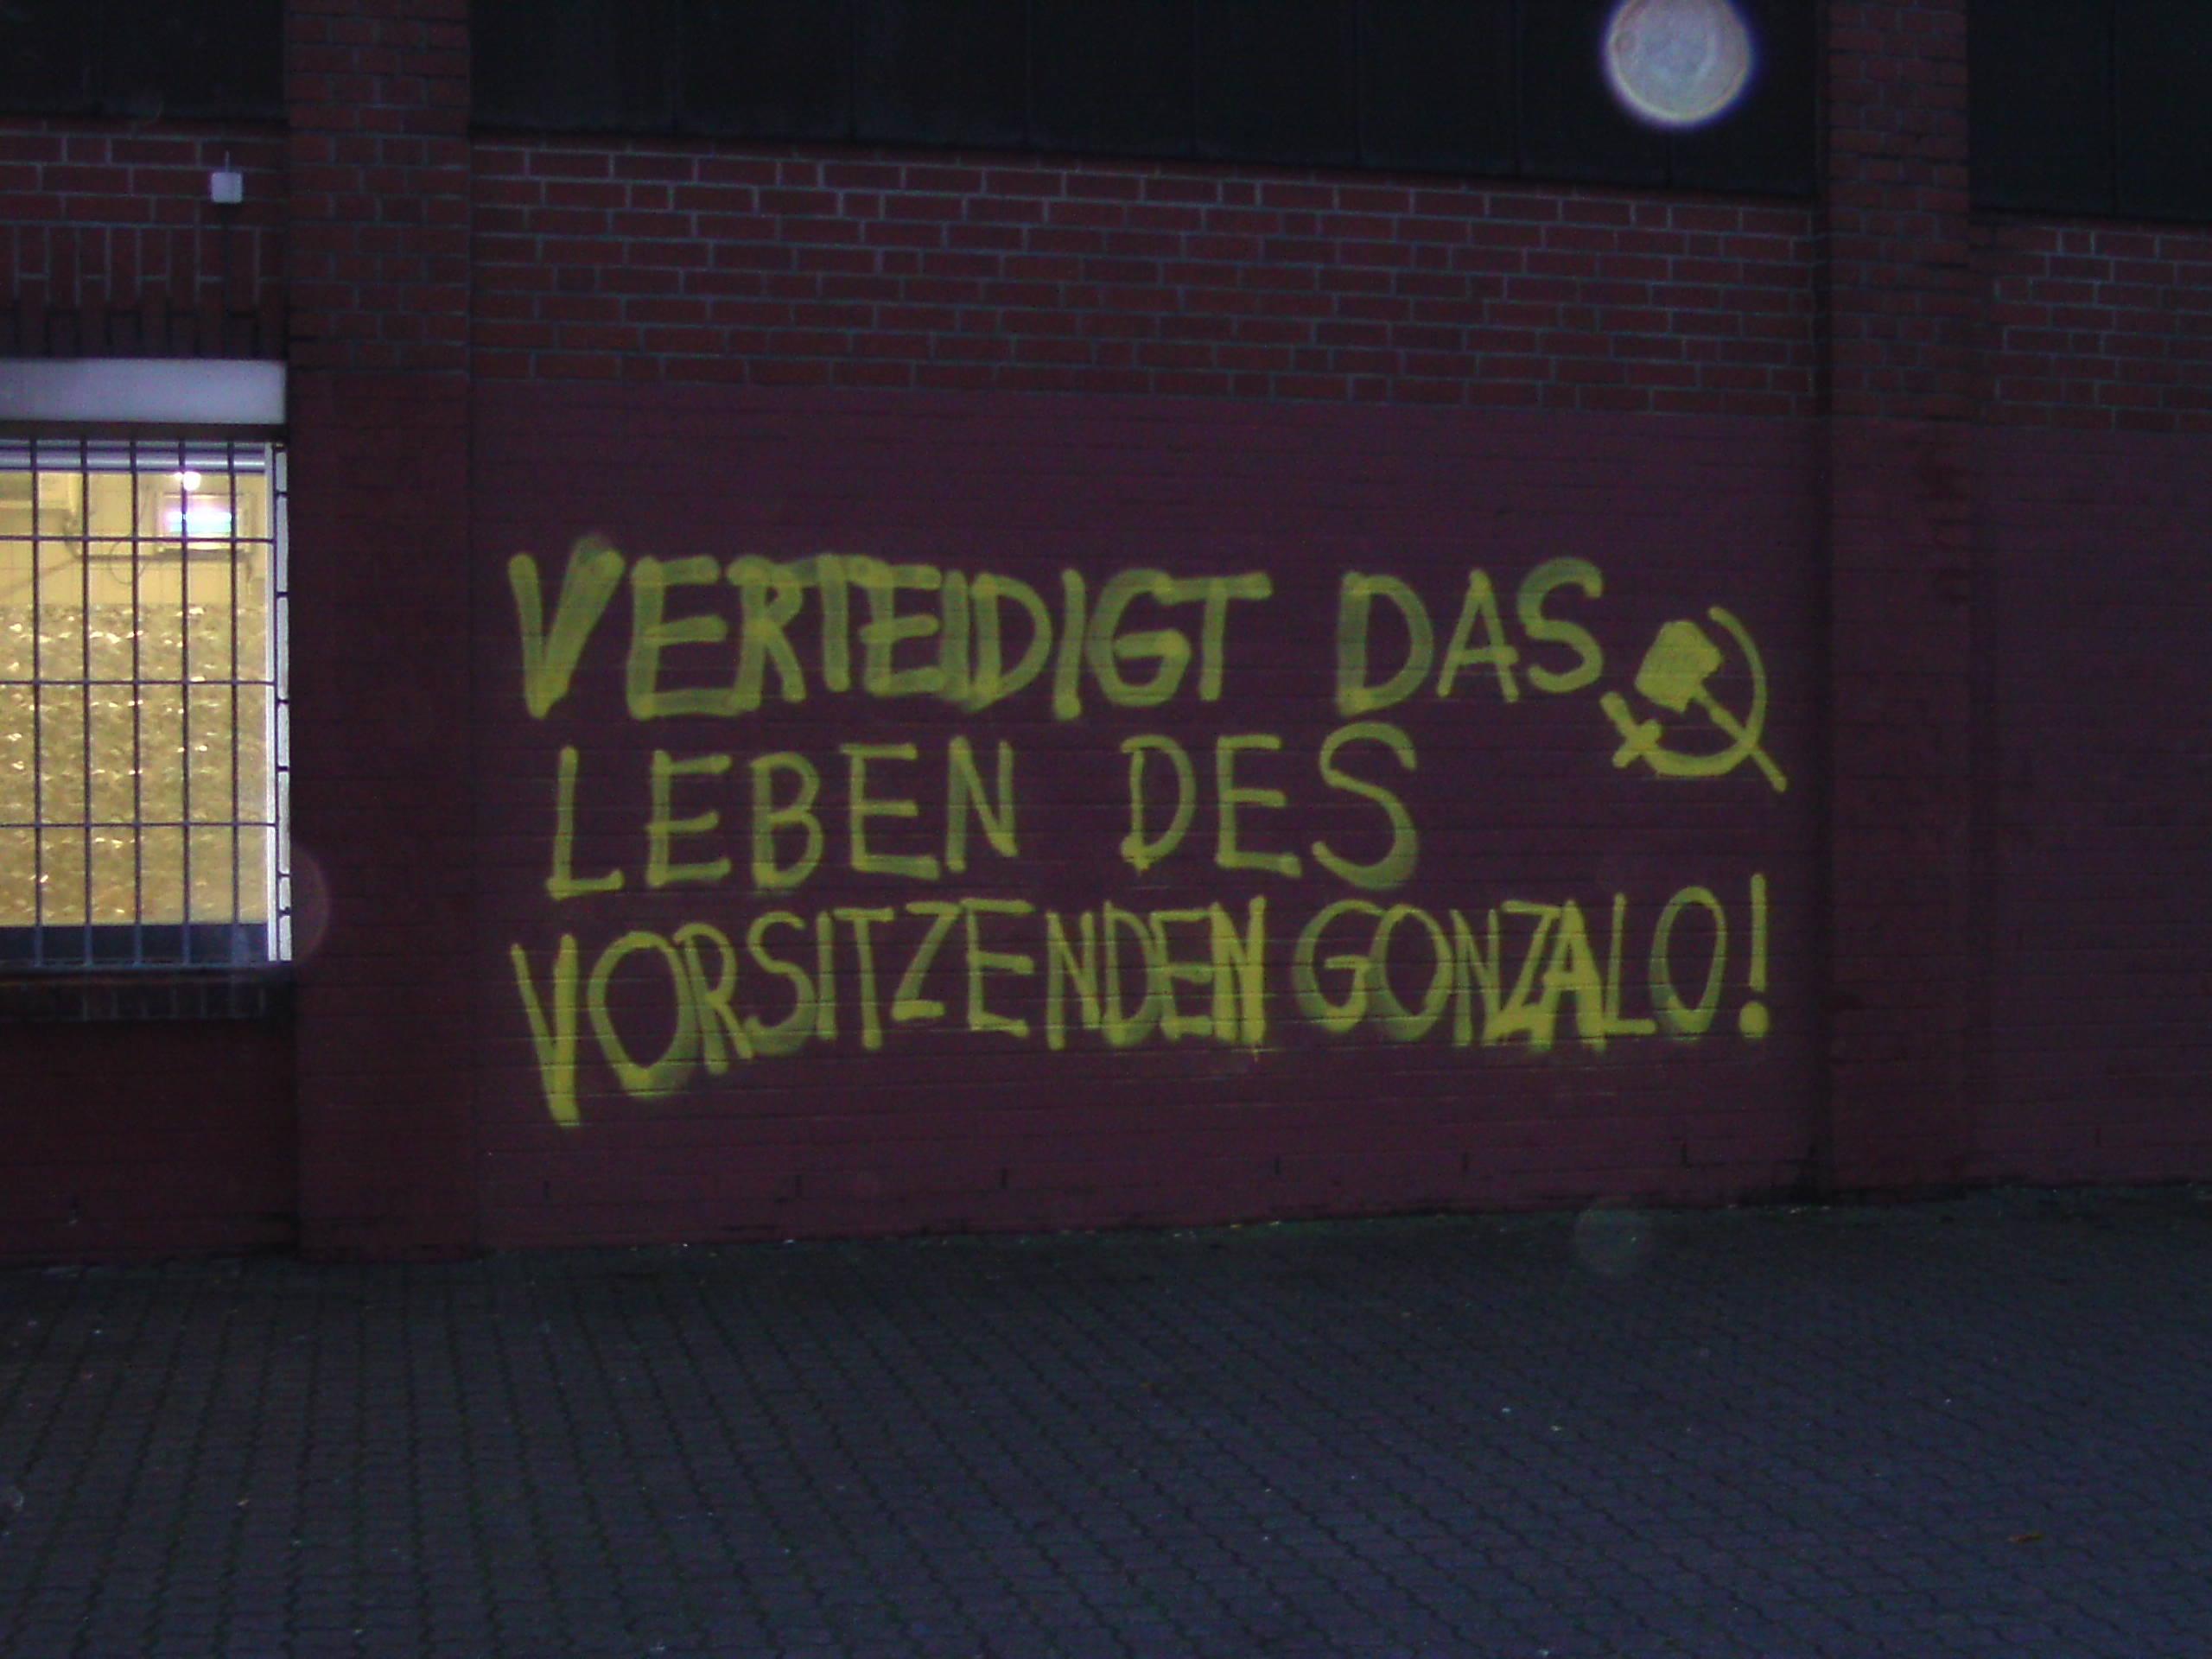 VERTEIDIGT DAS
LEBEN DES
VORSITZENDEN GONZALO!